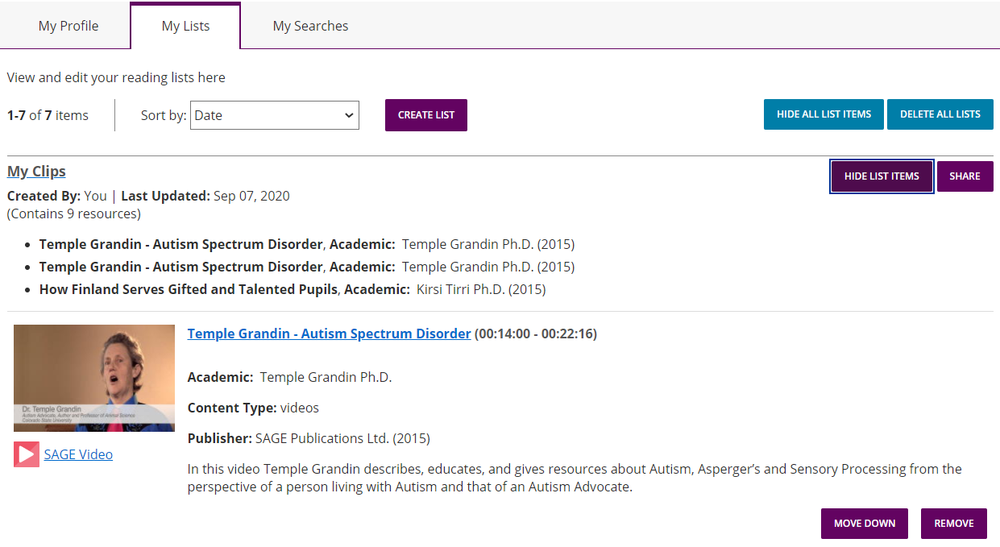 My Profile
My Lists
My Searches
View and edit your reading lists here
1-7 of 7 items
Sort by: Date
CREATE LIST
HIDE ALL LIST ITEMS
DELETE ALL LISTS
My Clips
HIDE LIST ITEMS
SHARE
Created By: You | Last Updated: Sep 07, 2020
(Contains 9 resources)
Temple Grandin - Autism Spectrum Disorder, Academic: Temple Grandin Ph.D. (2015)
Temple Grandin - Autism Spectrum Disorder, Academic: Temple Grandin Ph.D. (2015)
How Finland Serves Gifted and Talented Pupils, Academic: Kirsi Tirri Ph.D. (2015)
Temple Grandin - Autism Spectrum Disorder (00:14:00 - 00:22:16)
Academic: Temple Grandin Ph.D.
Content Type: videos
Dr. Temple Grandin
Autism Advocate, Author and Professor of Animal Science
Colorado State University
Publisher: SAGE Publications Ltd. (2015)
SAGE Video
In this video Temple Grandin describes, educates, and gives resources about Autism, Asperger’s and Sensory Processing from the
perspective of a person living with Autism and that of an Autism Advocate.
MOVE DOWN
REMOVE